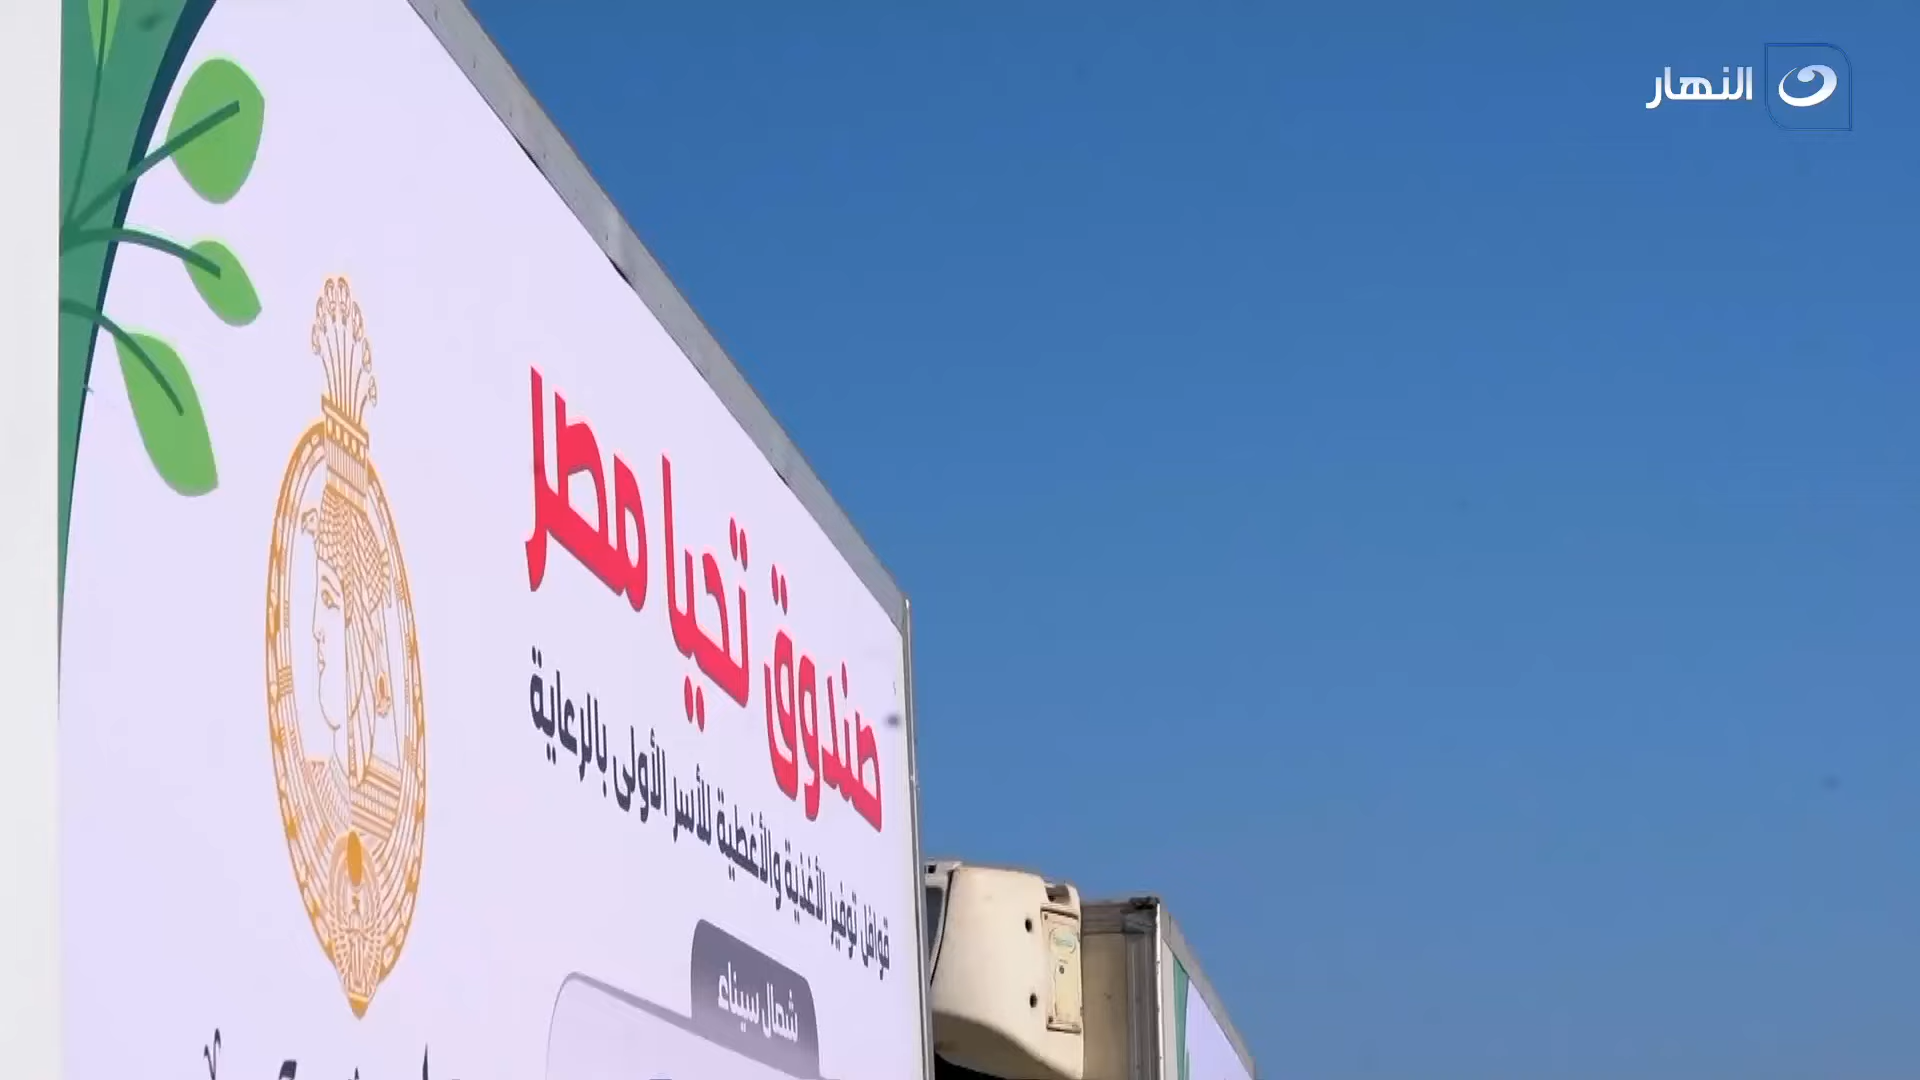 النهار
صندوق تحيا مصر
قوافل توفير الأغذية والأغطية للأسر الأولى بالرعاية
شمال سيناء